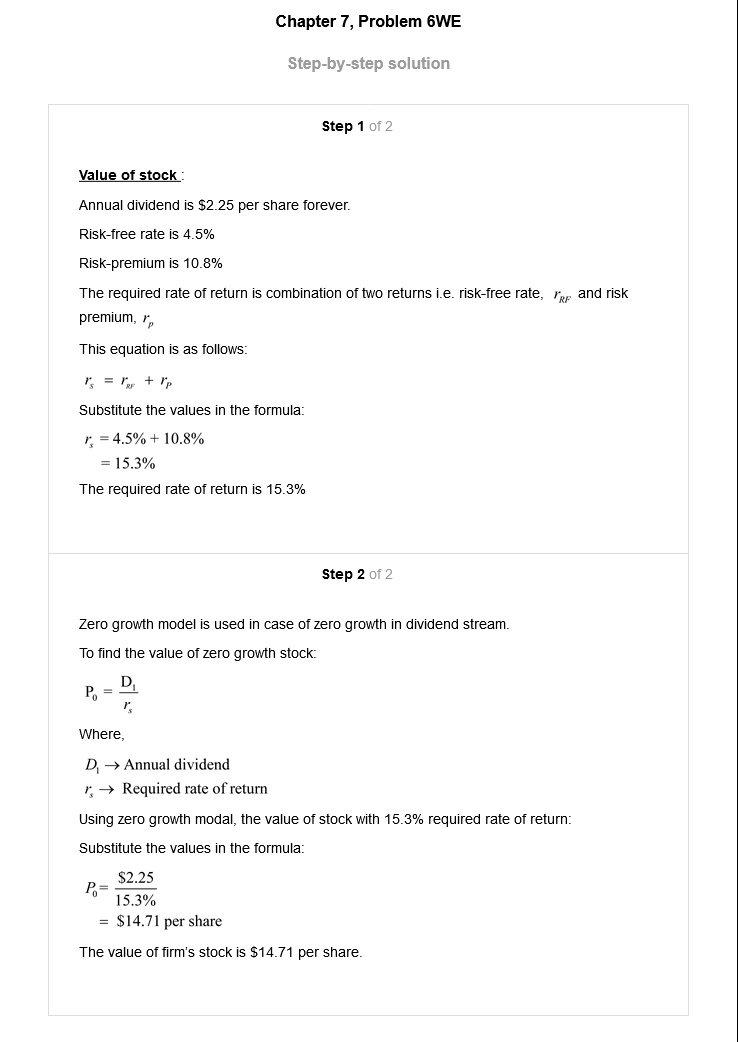 Chapter 7, Problem 6WE
Step-by-step solution
Step 1 of 2
Value of stock :
Annual dividend is $2.25 per share forever.
Risk-free rate is 4.5%
Risk-premium is 10.8%
The required rate of return is combination of two returns i.e. risk-free rate, r_RF and risk
premium, r_p
This equation is as follows:
r_s = r_RF + r_P
Substitute the values in the formula:
r_s = 4.5% + 10.8%
= 15.3%
The required rate of return is 15.3%
Step 2 of 2
Zero growth model is used in case of zero growth in dividend stream.
To find the value of zero growth stock:
P_0 = D_1 / r_s
Where,
D_1 → Annual dividend
r_s → Required rate of return
Using zero growth modal, the value of stock with 15.3% required rate of return:
Substitute the values in the formula:
P_0 = $2.25 / 15.3%
= $14.71 per share
The value of firm's stock is $14.71 per share.